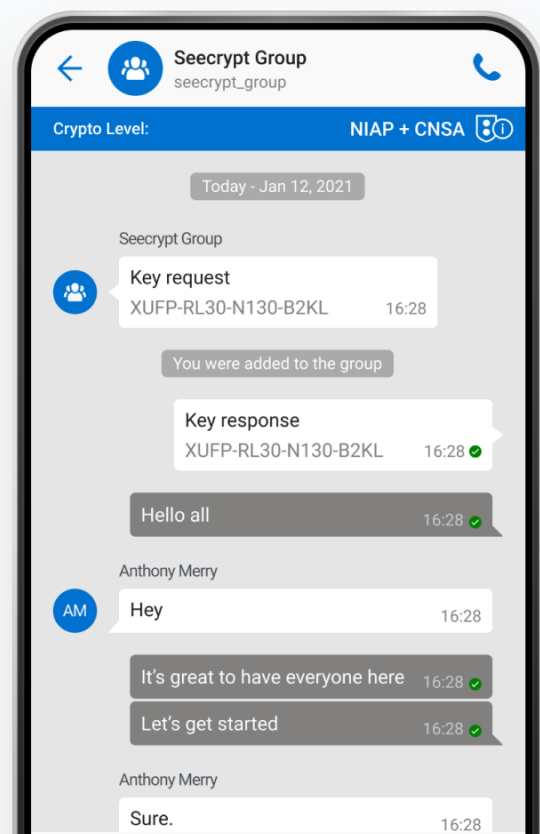 Seecrypt Group
seecrypt_group
Crypto Level:
NIAP + CNSA
Today - Jan 12, 2021
Seecrypt Group
Key request
XUFP-RL30-N130-B2KL 16:28
You were added to the group
Key response
XUFP-RL30-N130-B2KL 16:28
Hello all 16:28
Anthony Merry
AM
Hey 16:28
It’s great to have everyone here 16:28
Let’s get started 16:28
Anthony Merry
Sure. 16:28